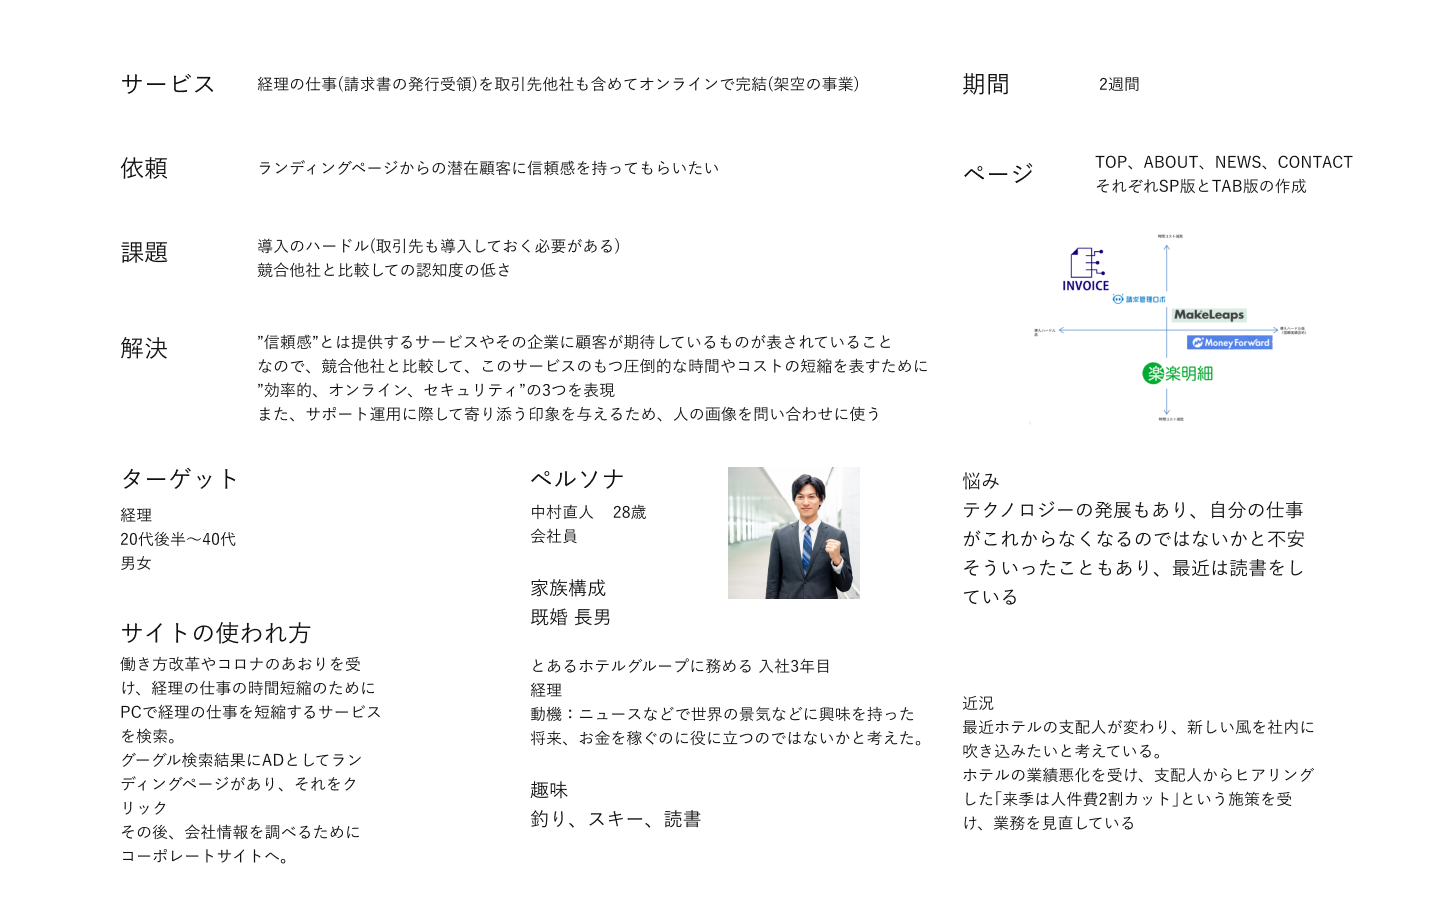 サービス
経理の仕事(請求書の発行受領)を取引先他社も含めてオンラインで完結(架空の事業)
期間
2週間
依頼
ランディングページからの潜在顧客に信頼感を持ってもらいたい
ページ
TOP、ABOUT、NEWS、CONTACT
それぞれSP版とTAB版の作成
課題
導入のハードル(取引先も導入しておく必要がある)
競合他社と比較しての認知度の低さ
解決
”信頼感”とは提供するサービスやその企業に顧客が期待しているものが表されていること
なので、競合他社と比較して、このサービスのもつ圧倒的な時間やコストの短縮を表すために
”効率的、オンライン、セキュリティ”の3つを表現
また、サポート運用に際して寄り添う印象を与えるため、人の画像を問い合わせに使う
INVOICE
請求管理ロボ
MakeLeaps
Money Forward
楽楽明細
ターゲット
経理
20代後半〜40代
男女
サイトの使われ方
働き方改革やコロナのあおりを受
け、経理の仕事の時間短縮のために
PCで経理の仕事を短縮するサービス
を検索。
グーグル検索結果にADとしてラン
ディングページがあり、それをク
リック
その後、会社情報を調べるために
コーポレートサイトへ。
ペルソナ
中村直人 28歳
会社員
家族構成
既婚 長男
とあるホテルグループに務める 入社3年目
経理
動機：ニュースなどで世界の景気などに興味を持った
将来、お金を稼ぐのに役に立つのではないかと考えた。
趣味
釣り、スキー、読書
悩み
テクノロジーの発展もあり、自分の仕事
がこれからなくなるのではないかと不安
そういったこともあり、最近は読書をし
ている
近況
最近ホテルの支配人が変わり、新しい風を社内に
吹き込みたいと考えている。
ホテルの業績悪化を受け、支配人からヒアリング
した｢来季は人件費2割カット｣という施策を受
け、業務を見直している